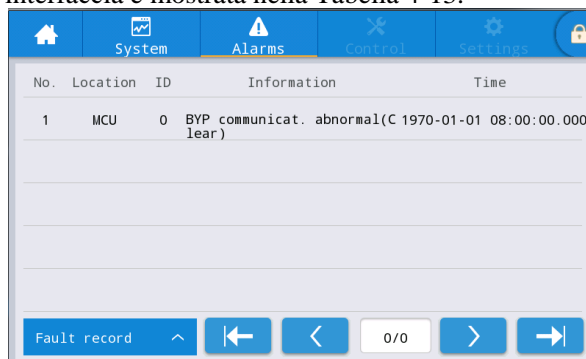 interfaccia è mostrata nella Tabella 4-13.
System Alarms Control Settings
No. Location ID Information Time
1 MCU 0 BYP communicat. abnormal(C 1970-01-01 08:00:00.000
lear)
Fault record 0/0